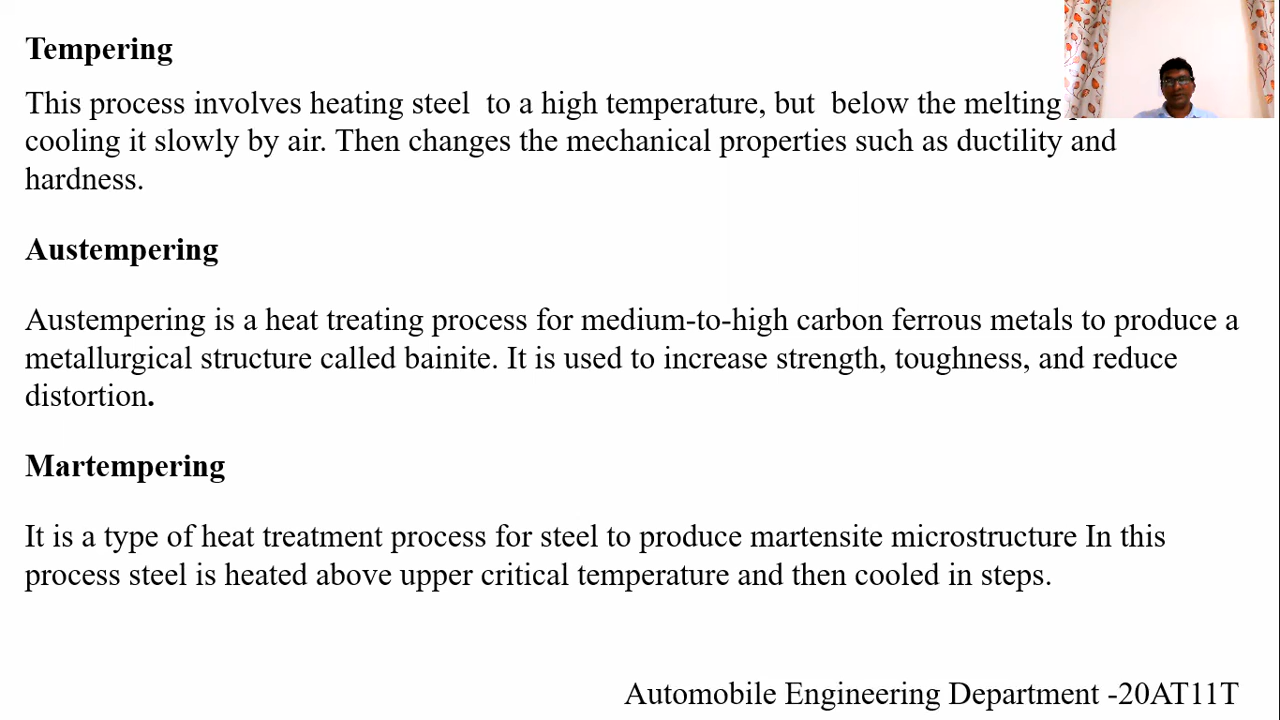 Tempering
This process involves heating steel to a high temperature, but below the melting
cooling it slowly by air. Then changes the mechanical properties such as ductility and
hardness.
Austempering
Austempering is a heat treating process for medium-to-high carbon ferrous metals to produce a
metallurgical structure called bainite. It is used to increase strength, toughness, and reduce
distortion.
Martempering
It is a type of heat treatment process for steel to produce martensite microstructure In this
process steel is heated above upper critical temperature and then cooled in steps.
Automobile Engineering Department -20AT11T